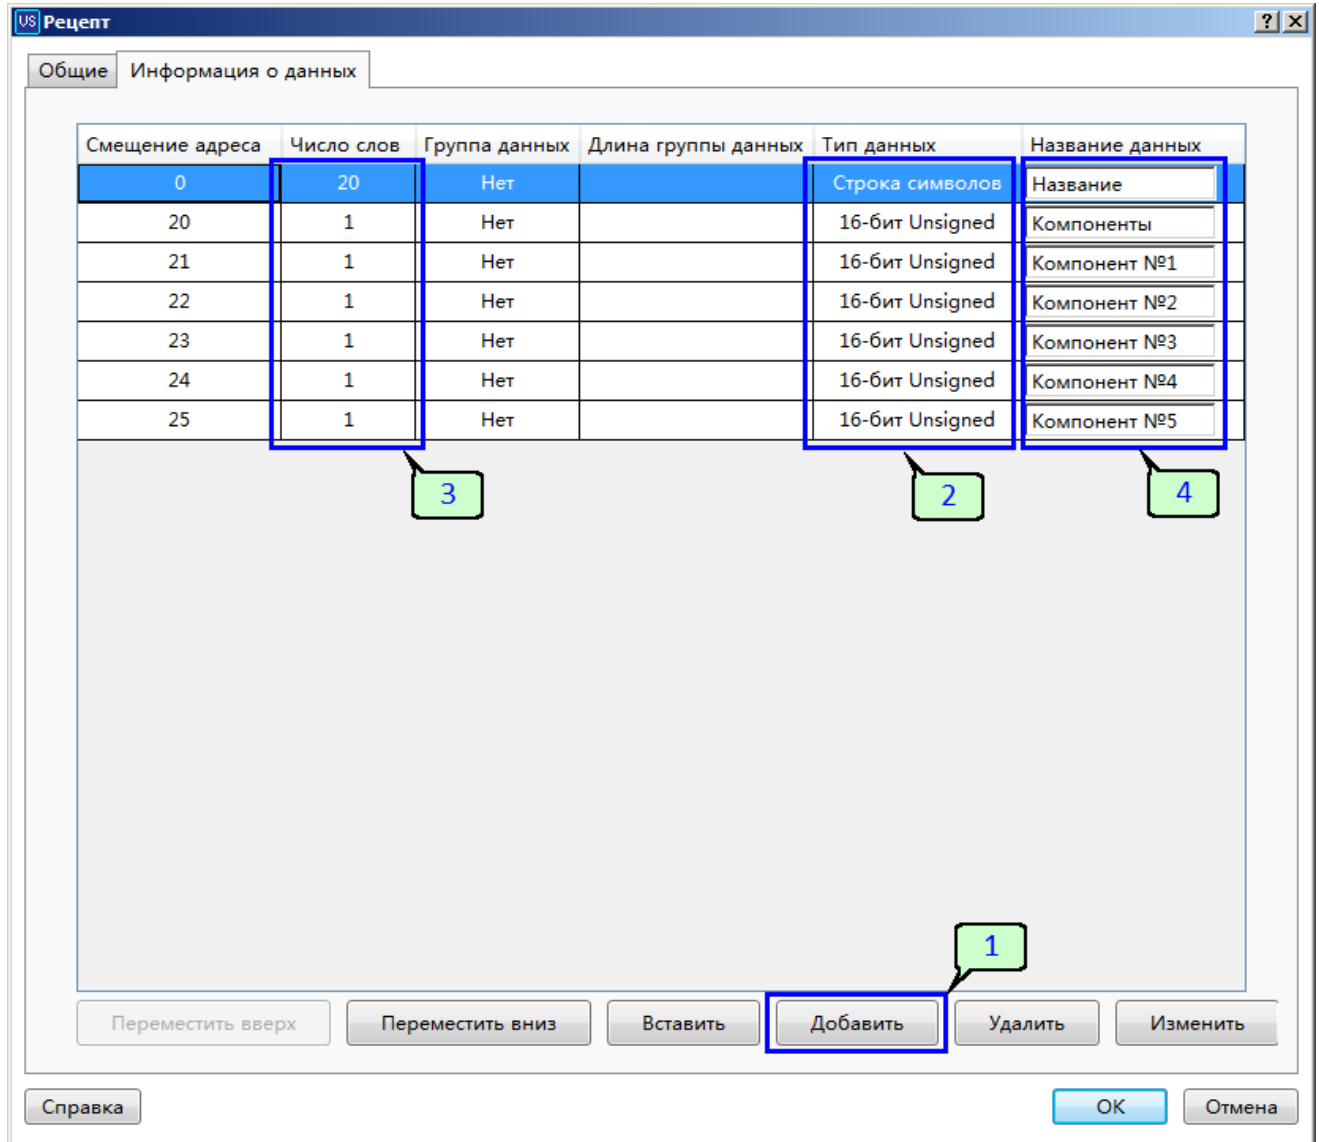 VS Рецепт ? X
Общие Информация о данных
Смещение адреса Число слов Группа данных Длина группы данных Тип данных Название данных
0 20 Нет Строка символов Название
20 1 Нет 16-бит Unsigned Компоненты
21 1 Нет 16-бит Unsigned Компонент №1
22 1 Нет 16-бит Unsigned Компонент №2
23 1 Нет 16-бит Unsigned Компонент №3
24 1 Нет 16-бит Unsigned Компонент №4
25 1 Нет 16-бит Unsigned Компонент №5
3 2 4
1
Переместить вверх Переместить вниз Вставить Добавить Удалить Изменить
Справка OK Отмена